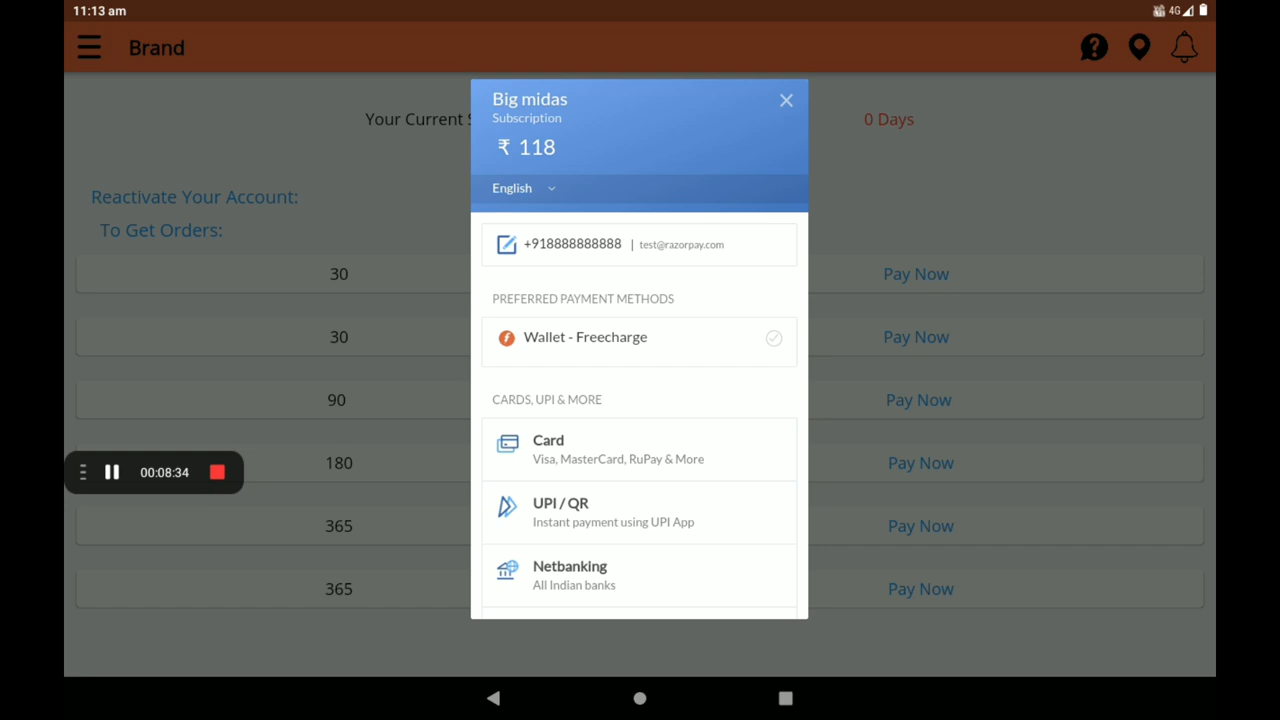 11:13 am
4G
Brand
Your Current S
0 Days
Big midas
Subscription
₹ 118
English
Reactivate Your Account:
To Get Orders:
+918888888888 | test@razorpay.com
PREFERRED PAYMENT METHODS
Wallet - Freecharge
CARDS, UPI & MORE
Card
Visa, MasterCard, RuPay & More
UPI / QR
Instant payment using UPI App
Netbanking
All Indian banks
30 Pay Now
30 Pay Now
90 Pay Now
180 Pay Now
365 Pay Now
365 Pay Now
00:08:34